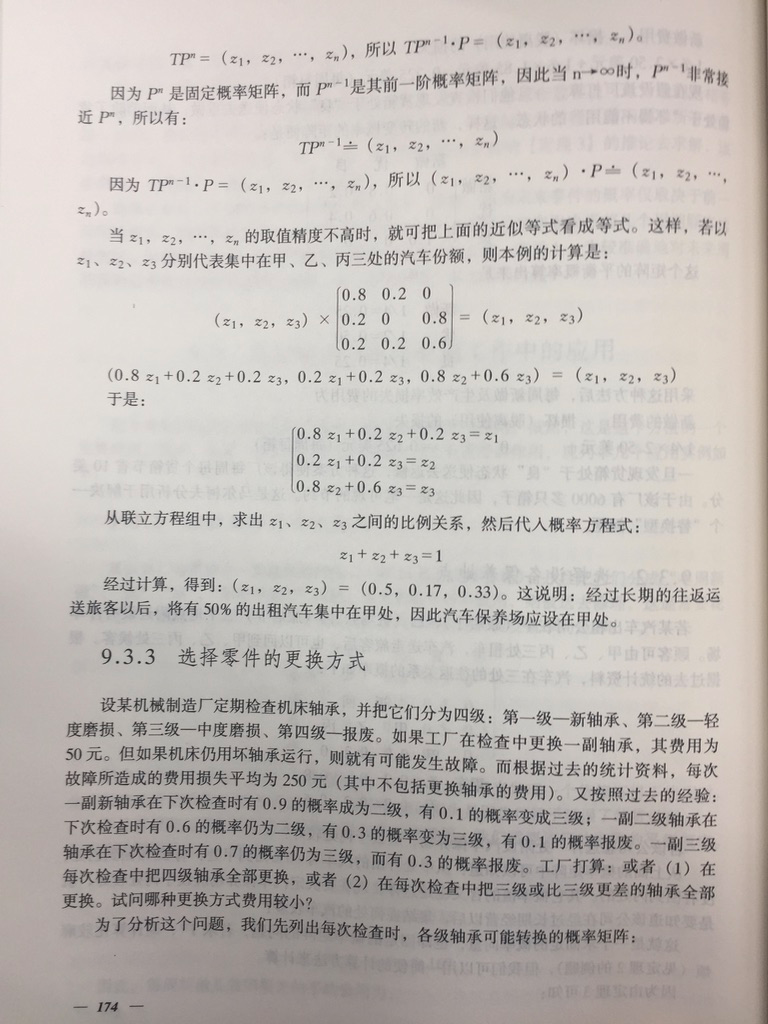 TPⁿ = (z₁, z₂, …, zₙ), 所以 TPⁿ⁻¹·P = (z₁, z₂, …, zₙ)。
因为 Pⁿ 是固定概率矩阵，而 Pⁿ⁻¹是其前一阶概率矩阵，因此当 n→∞时，Pⁿ⁻¹非常接
近 Pⁿ，所以有：
TPⁿ⁻¹≐ (z₁, z₂, …, zₙ)
因为 TPⁿ⁻¹·P = (z₁, z₂, …, zₙ), 所以 (z₁, z₂, …, zₙ) ·P≐ (z₁, z₂, …,
zₙ)。
当 z₁, z₂, …, zₙ 的取值精度不高时，就可把上面的近似等式看成等式。这样，若以
z₁、z₂、z₃ 分别代表集中在甲、乙、丙三处的汽车份额，则本例的计算是：
(z₁, z₂, z₃) × [0.8 0.2 0
0.2 0 0.8
0.2 0.2 0.6] = (z₁, z₂, z₃)
(0.8 z₁+0.2 z₂+0.2 z₃, 0.2 z₁+0.2 z₃, 0.8 z₂+0.6 z₃) = (z₁, z₂, z₃)
于是：
0.8 z₁+0.2 z₂+0.2 z₃=z₁
0.2 z₁+0.2 z₃=z₂
0.8 z₂+0.6 z₃=z₃
从联立方程组中，求出 z₁、z₂、z₃ 之间的比例关系，然后代入概率方程式：
z₁+z₂+z₃=1
经过计算，得到：(z₁, z₂, z₃) = (0.5, 0.17, 0.33)。这说明：经过长期的往返运
送旅客以后，将有 50% 的出租汽车集中在甲处，因此汽车保养场应设在甲处。
9.3.3 选择零件的更换方式
设某机械制造厂定期检查机床轴承，并把它们分为四级：第一级—新轴承、第二级—轻
度磨损、第三级—中度磨损、第四级—报废。如果工厂在检查中更换一副轴承，其费用为
50 元。但如果机床仍用坏轴承运行，则就有可能发生故障。而根据过去的统计资料，每次
故障所造成的费用损失平均为 250 元（其中不包括更换轴承的费用）。又按照过去的经验：
一副新轴承在下次检查时有 0.9 的概率成为二级，有 0.1 的概率变成三级；一副二级轴承在
下次检查时有 0.6 的概率仍为二级，有 0.3 的概率变为三级，有 0.1 的概率报废。一副三级
轴承在下次检查时有 0.7 的概率仍为三级，而有 0.3 的概率报废。工厂打算：或者（1）在
每次检查中把四级轴承全部更换，或者（2）在每次检查中把三级或比三级更差的轴承全部
更换。试问哪种更换方式费用较小？
为了分析这个问题，我们先列出每次检查时，各级轴承可能转换的概率矩阵：
— 174 —